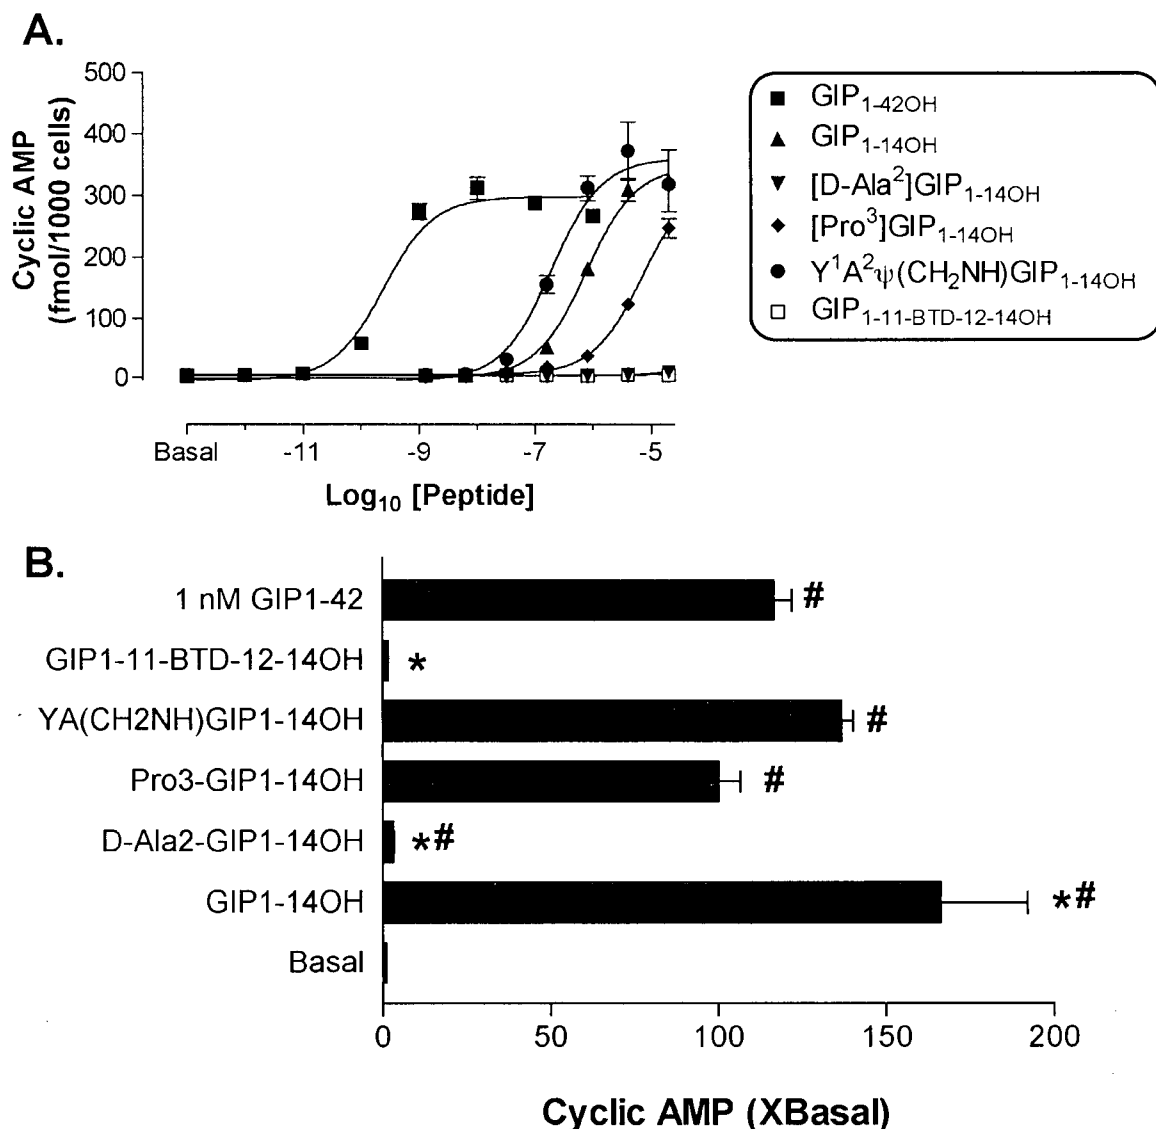 A.
500
400
300
200
100
0
Cyclic AMP
(fmol/1000 cells)
Basal -11 -9 -7 -5
Log₁₀ [Peptide]
GIP₁₋₄₂OH
GIP₁₋₁₄OH
[D-Ala²]GIP₁₋₁₄OH
[Pro³]GIP₁₋₁₄OH
Y¹A²ψ(CH₂NH)GIP₁₋₁₄OH
GIP₁₋₁₁₋BTD₋₁₂₋₁₄OH
B.
1 nM GIP1-42 #
GIP1-11-BTD-12-14OH *
YA(CH2NH)GIP1-14OH #
Pro3-GIP1-14OH #
D-Ala2-GIP1-14OH *#
GIP1-14OH *#
Basal
0 50 100 150 200
Cyclic AMP (XBasal)